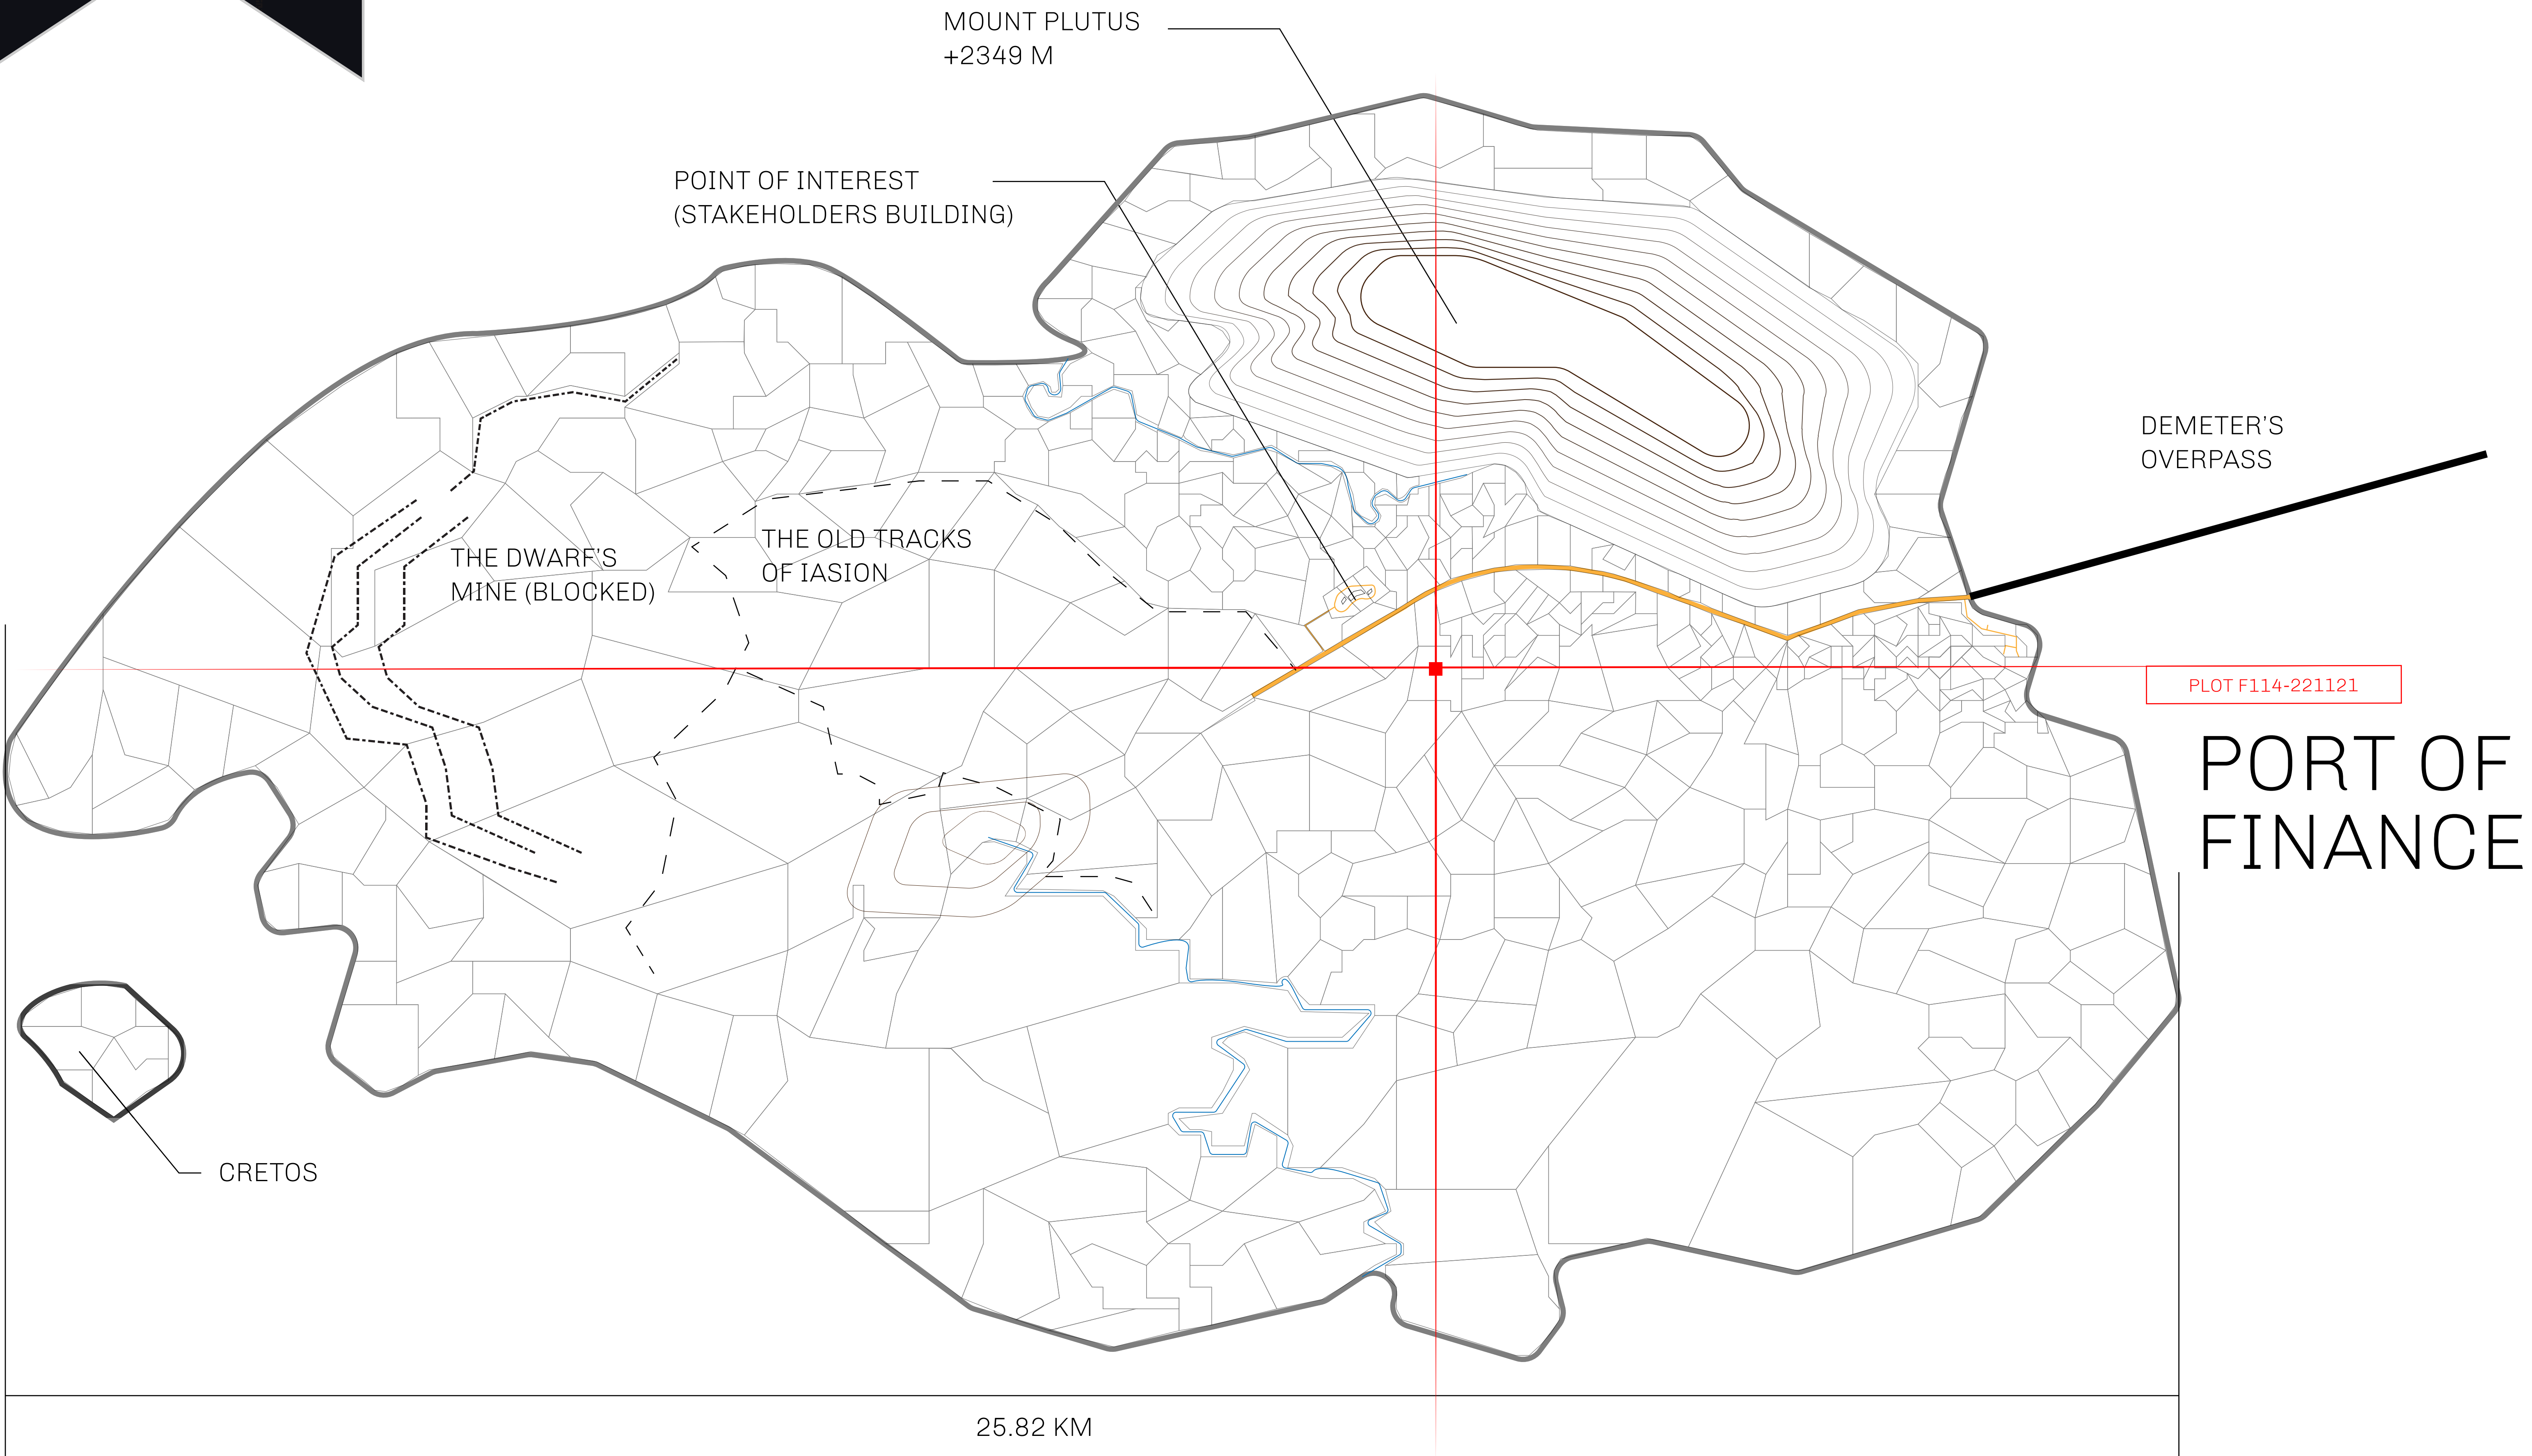 MOUNT PLUTUS
+2349 M
POINT OF INTEREST
(STAKEHOLDERS BUILDING)
DEMETER'S
OVERPASS
THE DWARF'S
MINE (BLOCKED)
THE OLD TRACKS
OF IASION
PLOT F114-221121
PORT OF
FINANCE
CRETOS
25.82 KM